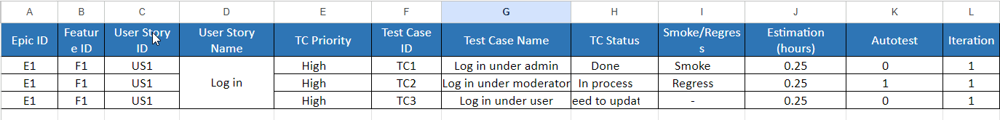 A B C D E F G H I J K L
Epic ID Featur e ID User Story ID User Story Name TC Priority Test Case ID Test Case Name TC Status Smoke/Regres s Estimation (hours) Autotest Iteration
E1 F1 US1 Log in High TC1 Log in under admin Done Smoke 0.25 0 1
E1 F1 US1 High TC2 Log in under moderator In process Regress 0.25 1 1
E1 F1 US1 High TC3 Log in under user eed to updat - 0.25 0 1